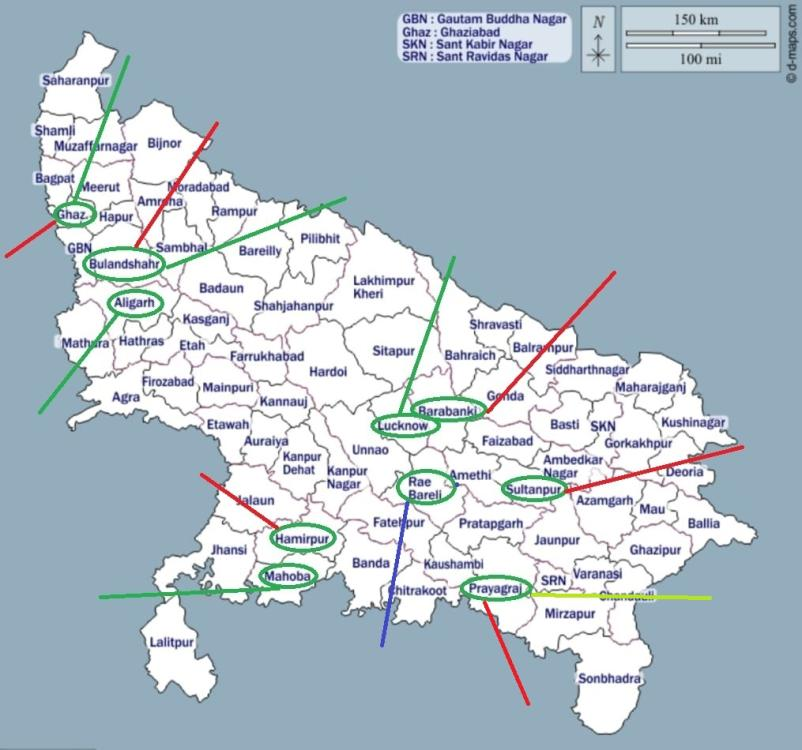 GBN : Gautam Buddha Nagar
Ghaz : Ghaziabad
SKN : Sant Kabir Nagar
SRN : Sant Ravidas Nagar
N
150 km
100 mi
© d-maps.com
Saharanpur
Shamli
Muzaffarnagar
Bijnor
Bagpat
Meerut
Moradabad
Amroha
Rampur
Ghaz.
Hapur
GBN
Sambhal
Pilibhit
Bareilly
Bulandshahr
Badaun
Lakhimpur
Kheri
Aligarh
Shahjahanpur
Kasganj
Shravasti
Mathura
Hathras
Etah
Sitapur
Bahraich
Balrampur
Farrukhabad
Hardoi
Siddharthnagar
Firozabad
Mainpuri
Maharajganj
Agra
Kannauj
Gonda
Barabanki
Etawah
Lucknow
Basti
SKN
Kushinagar
Auraiya
Faizabad
Gorkakhpur
Unnao
Kanpur
Dehat
Kanpur
Nagar
Ambedkar
Nagar
Amethi
Deoria
Rae
Bareli
Sultanpur
Jalaun
Azamgarh
Mau
Fatehpur
Pratapgarh
Ballia
Hamirpur
Jaunpur
Jhansi
Ghazipur
Banda
Kaushambi
Mahoba
Varanasi
SRN
Chitrakoot
Prayagraj
Chandauli
Mirzapur
Lalitpur
Sonbhadra